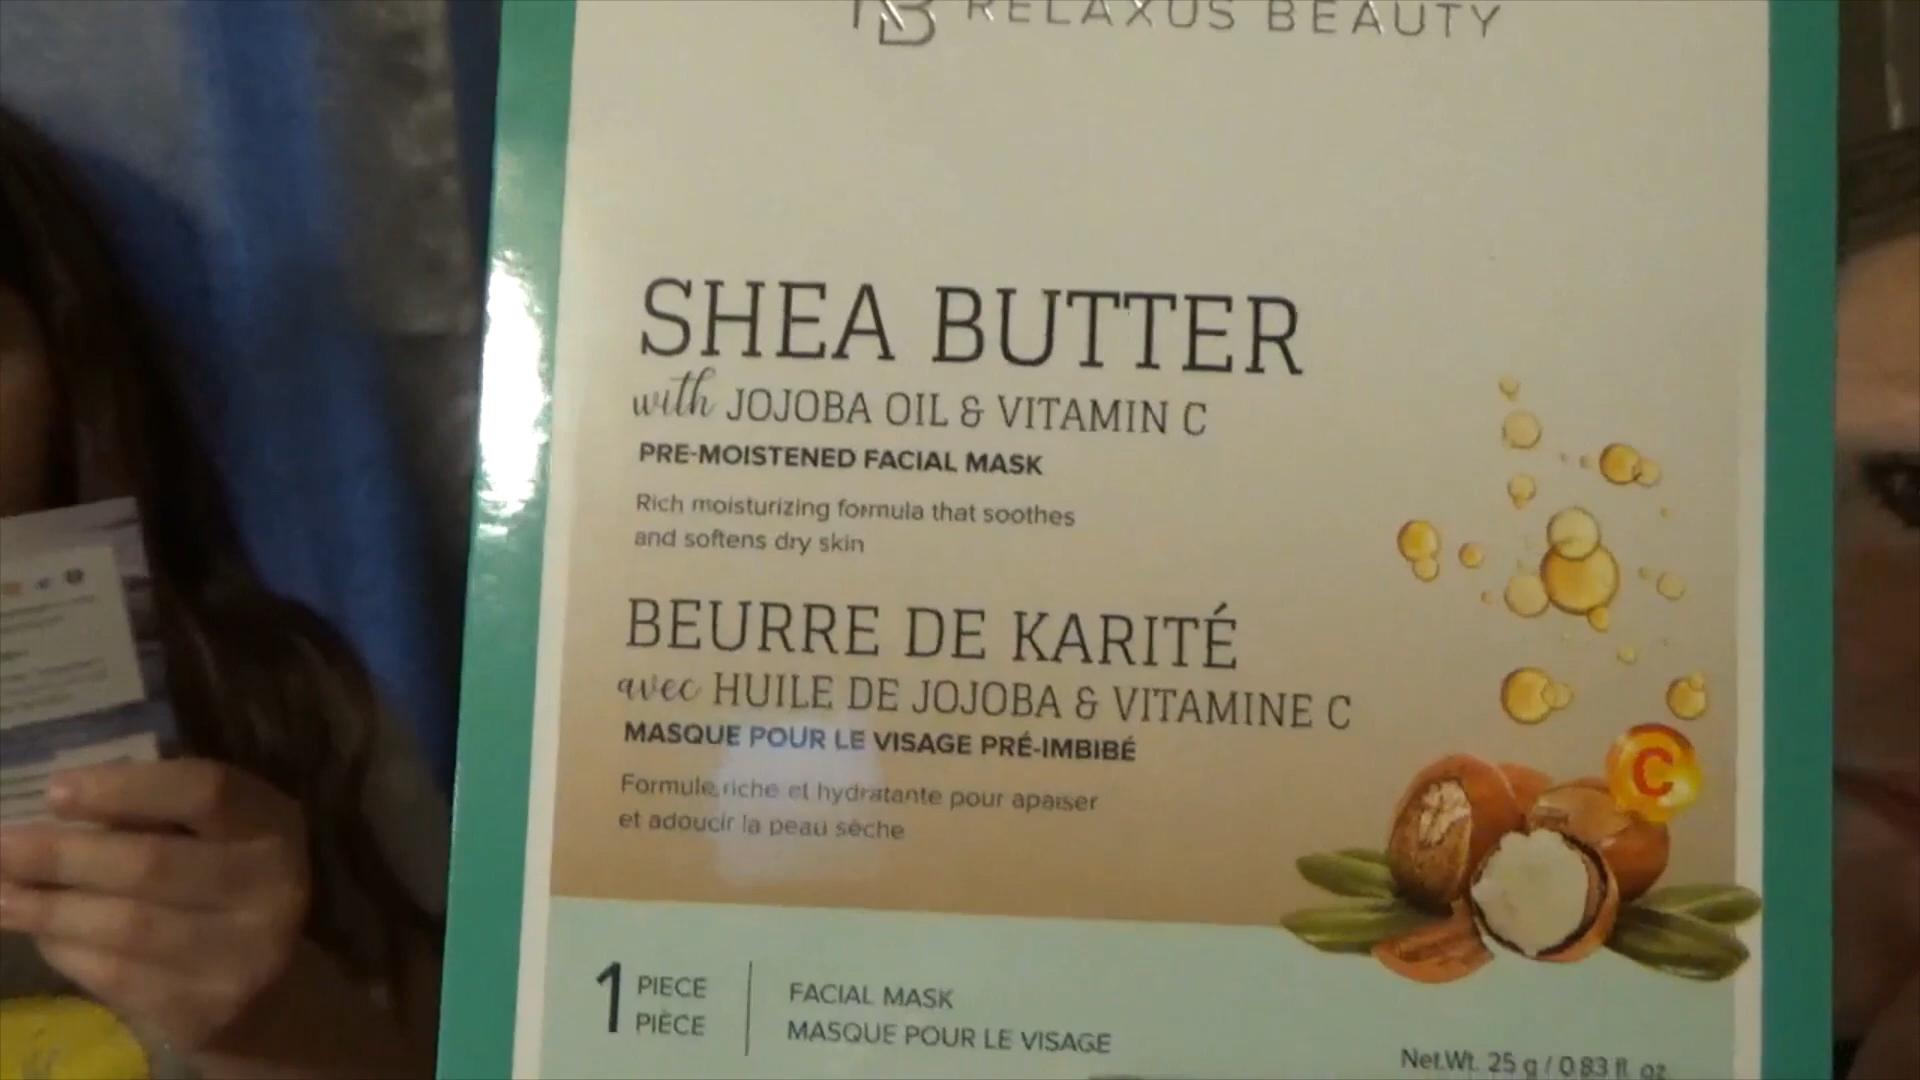 RELAXUS BEAUTY
SHEA BUTTER
with JOJOBA OIL & VITAMIN C
PRE-MOISTENED FACIAL MASK
Rich moisturizing formula that soothes
and softens dry skin
BEURRE DE KARITÉ
avec HUILE DE JOJOBA & VITAMINE C
MASQUE POUR LE VISAGE PRÉ-IMBIBÉ
Formule riche et hydratante pour apaiser
et adoucir la peau sèche
C
1 PIECE
PIÈCE
FACIAL MASK
MASQUE POUR LE VISAGE
Net.Wt. 25 g / 0.83 fl. oz.